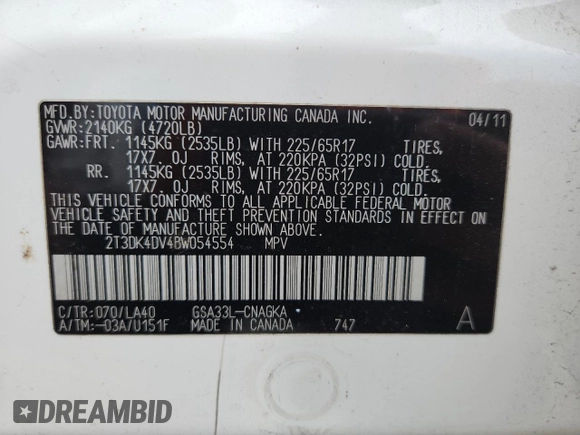 MFD.BY:TOYOTA MOTOR MANUFACTURING CANADA INC. 04/11
GVWR:2140KG (4720LB)
GAWR:FRT. 1145KG (2535LB) WITH 225/65R17 TIRES,
17X7.0J RIMS, AT 220KPA (32PSI) COLD.
RR. 1145KG (2535LB) WITH 225/65R17 TIRES,
17X7.0J RIMS, AT 220KPA (32PSI) COLD.
THIS VEHICLE CONFORMS TO ALL APPLICABLE FEDERAL MOTOR
VEHICLE SAFETY AND THEFT PREVENTION STANDARDS IN EFFECT ON
THE DATE OF MANUFACTURE SHOWN ABOVE.
2T3DK4DV4BW054554 MPV
C/TR:070/LA40 GSA33L-CNAGKA
A/TM:-03A/U151F MADE IN CANADA 747 A
DREAMBID